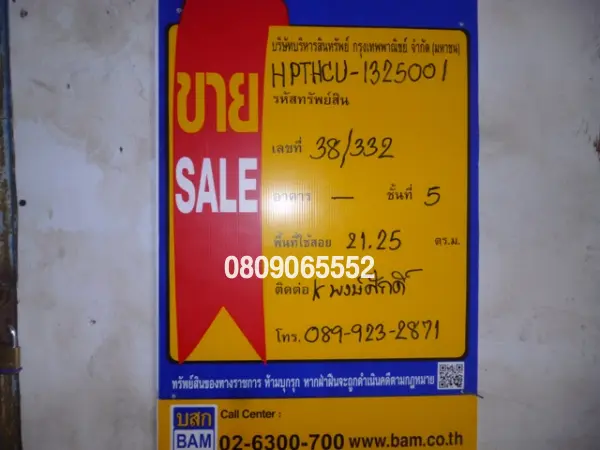 บริษัทบริหารสินทรัพย์ กรุงเทพพาณิชย์ จำกัด (มหาชน)
HPTHCU-1325001
รหัสทรัพย์สิน
ขาย
SALE
เลขที่ 38/332
อาคาร — ชั้นที่ 5
พื้นที่ใช้สอย 21.25 ตร.ม.
0809065552
ติดต่อ K พงษ์ศักดิ์
โทร. 089-923-2871
ทรัพย์สินของทางราชการ ห้ามบุกรุก หากฝ่าฝืนจะถูกดำเนินคดีตามกฎหมาย
บสก
BAM
Call Center :
02-6300-700 www.bam.co.th